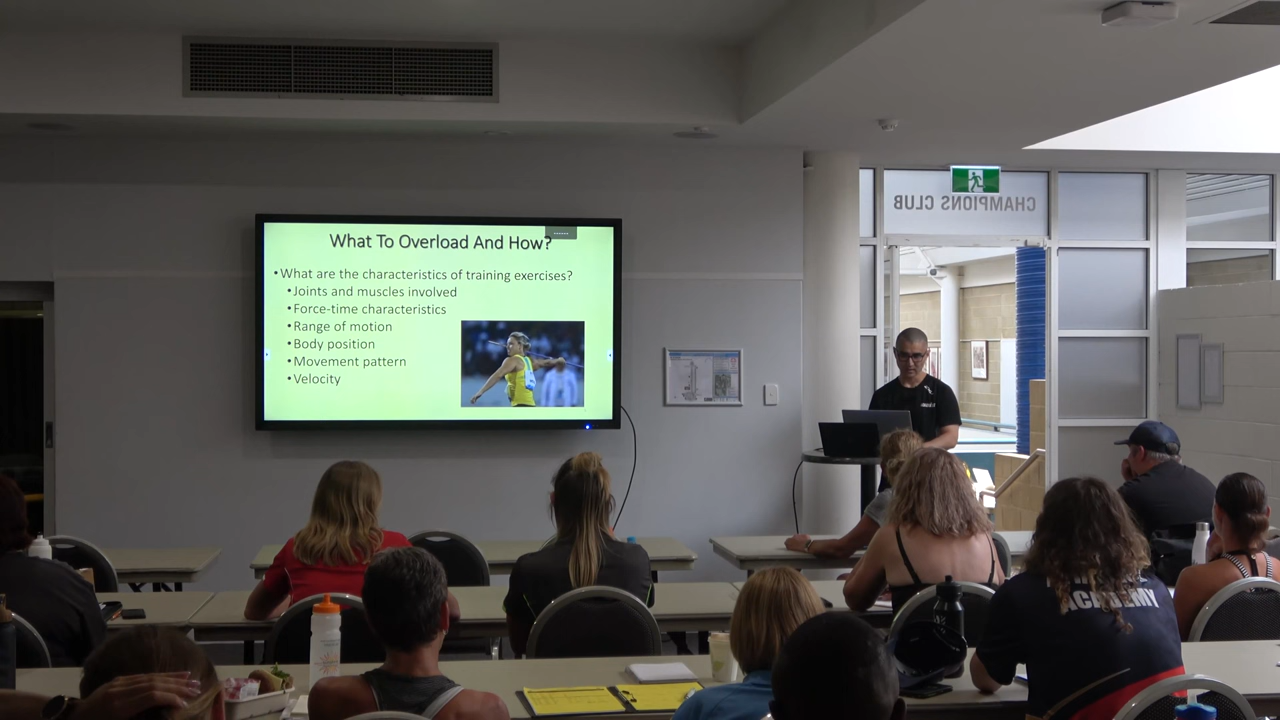 What To Overload And How?
•What are the characteristics of training exercises?
•Joints and muscles involved
•Force-time characteristics
•Range of motion
•Body position
•Movement pattern
•Velocity
CHAMPIONS CLUB
ACADEMY